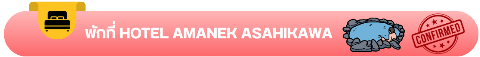 พักที่ HOTEL AMANEK ASAHIKAWA
CONFIRMED